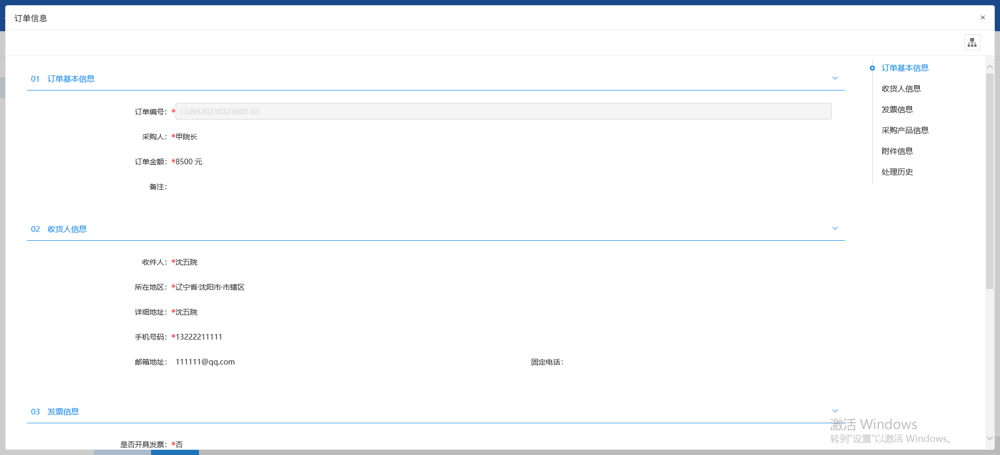 订单信息
×
01 订单基本信息
订单编号：*CGBH20210323000-03
采购人：*甲院长
订单金额：*8500 元
备注：
02 收货人信息
收件人：*沈五院
所在地区：*辽宁省·沈阳市·市辖区
详细地址：*沈五院
手机号码：*13222211111
邮箱地址： 111111@qq.com 固定电话：
03 发票信息
是否开具发票：*否
订单基本信息
收货人信息
发票信息
采购产品信息
附件信息
处理历史
激活 Windows
转到“设置”以激活 Windows。